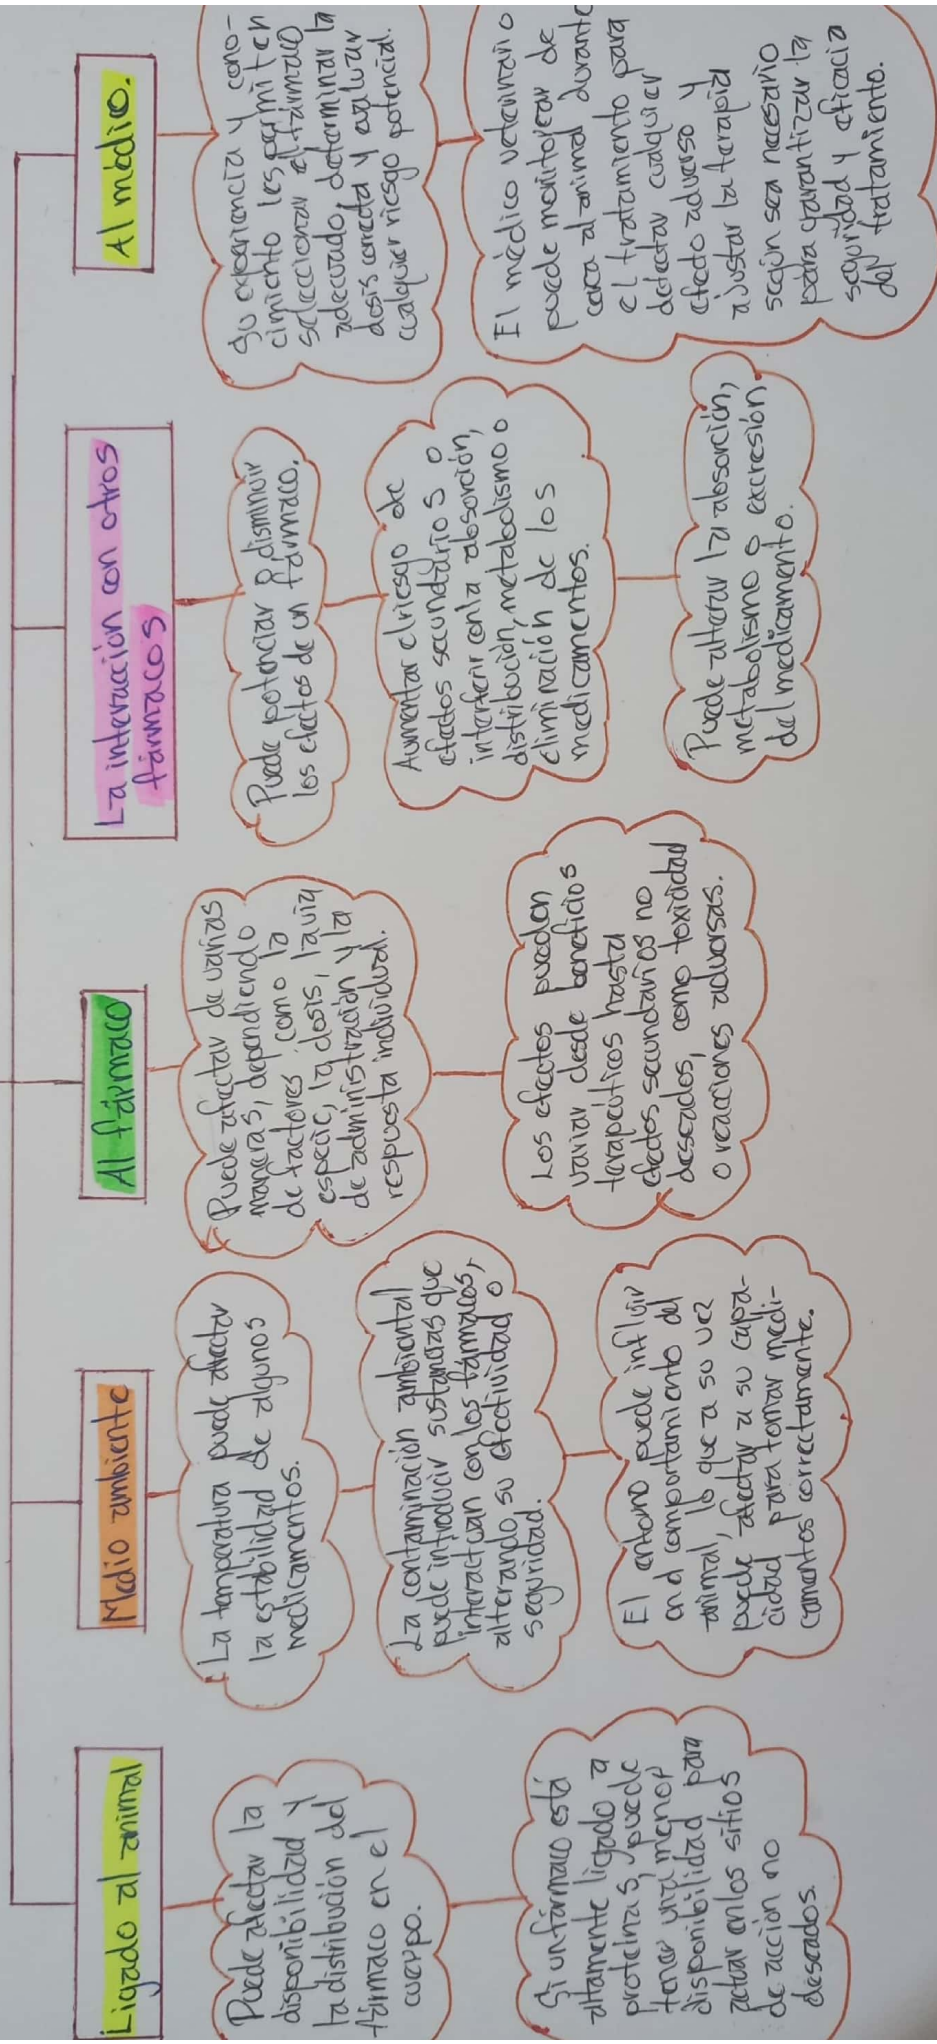 Ligado al animal
Puede afectar la
disponibilidad y
la distribución del
fármaco en el
cuerpo.
Si un fármaco está
altamente ligado a
proteínas, puede
tener una menor
disponibilidad para
actuar en los sitios
de acción no
deseados.
Medio ambiente
La temperatura puede afectar
la estabilidad de algunos
medicamentos.
La contaminación ambiental
puede introducir sustancias que
interactuan con los fármacos,
alterando su efectividad o
seguridad.
El entorno puede influir
en el comportamiento del
animal, lo que a su vez
puede afectar a su capa-
cidad para tomar medi-
camentos correctamente.
Al fármaco
Puede afectar de varias
maneras, dependiendo
de factores como la
especie, la dosis, la vía
de administración y la
respuesta individual.
Los efectos pueden
variar desde beneficios
terapéuticos hasta
efectos secundarios no
deseados, como toxicidad
o reacciones adversas.
La interacción con otros
fármacos
Puede potenciar o disminuir
los efectos de un fármaco.
Aumentar el riesgo de
efectos secundarios o
interferir en la absorción,
distribución, metabolismo o
eliminación de los
medicamentos.
Puede alterar la absorción,
metabolismo o excresión
del medicamento.
Al médico.
Su experiencia y cono-
cimiento les permiten
seleccionar el fármaco
adecuado, determinar la
dosis correcta y evaluar
cualquier riesgo potencial.
El médico veterinario
puede monitorear de
cerca al animal durante
el tratamiento para
detectar cualquier
efecto adverso y
ajustar la terapia
según sea necesario
para garantizar la
seguridad y eficacia
del tratamiento.